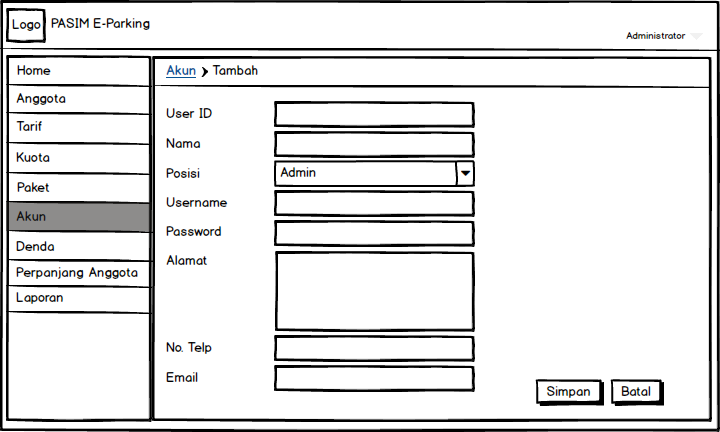 Logo PASIM E-Parking
Administrator
Home
Anggota
Tarif
Kuota
Paket
Akun
Denda
Perpanjang Anggota
Laporan
Akun Tambah
User ID
Nama
Posisi Admin
Username
Password
Alamat
No. Telp
Email
Simpan Batal